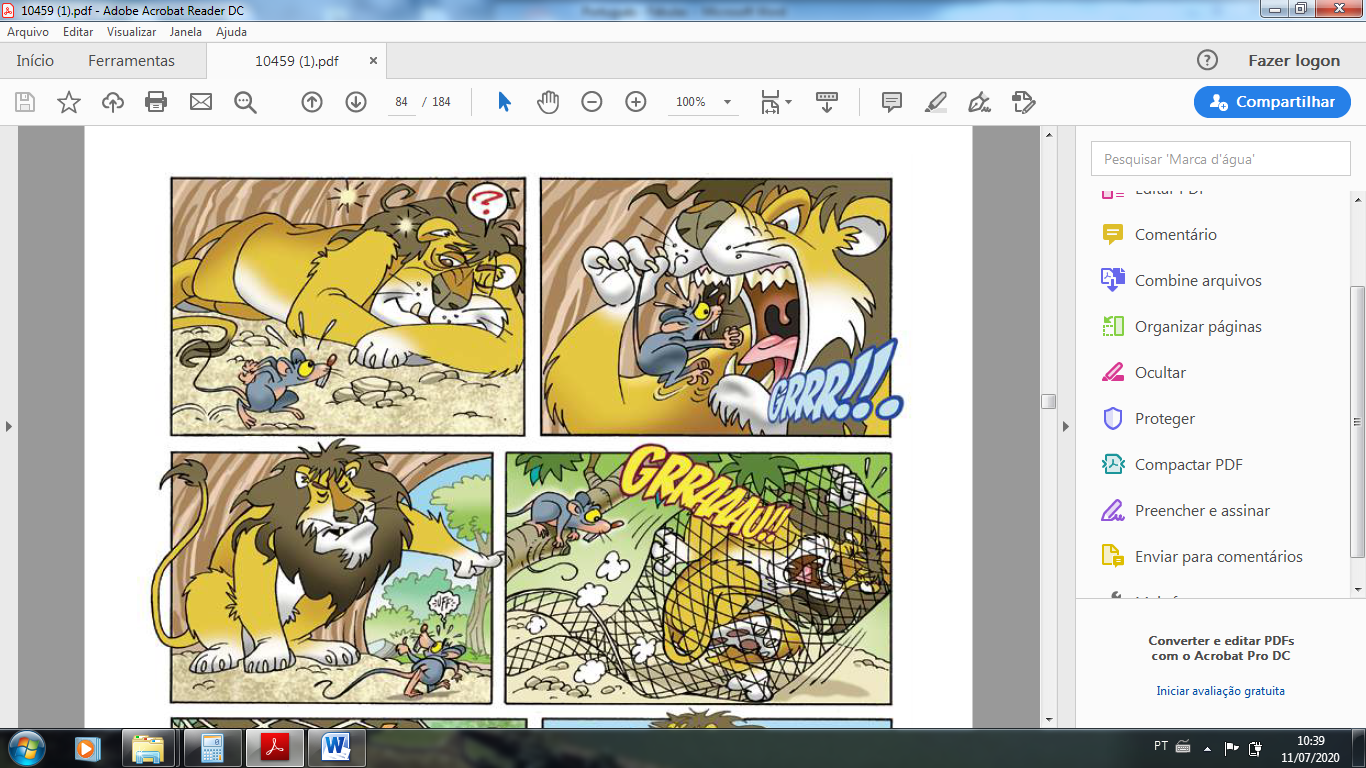 10459 (1).pdf - Adobe Acrobat Reader DC
Arquivo Editar Visualizar Janela Ajuda
Início Ferramentas 10459 (1).pdf
84 / 184 100% Fazer logon
Compartilhar
Pesquisar 'Marca d'água'
Editar PDF
Comentário
Combine arquivos
Organizar páginas
Ocultar
Proteger
Compactar PDF
Preencher e assinar
Enviar para comentários
Converter e editar PDFs
com o Acrobat Pro DC
Iniciar avaliação gratuita
?
GRRR!!.
UFF!
GRRAAAU!!
PT
10:39
11/07/2020